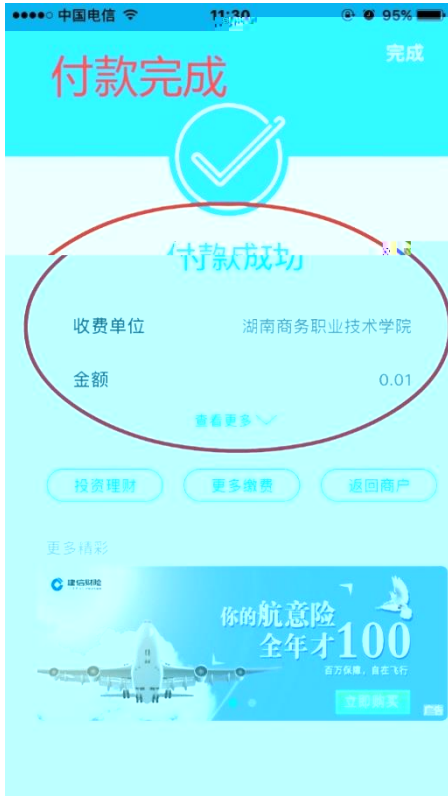 中国电信 11:30 95%
完成
付款完成
付款成功
收费单位 湖南商务职业技术学院
金额 0.01
查看更多
投资理财 更多缴费 返回商户
更多精彩
建信财险
你的航意险
全年才100
百万保障，自在飞行
立即购买
广告